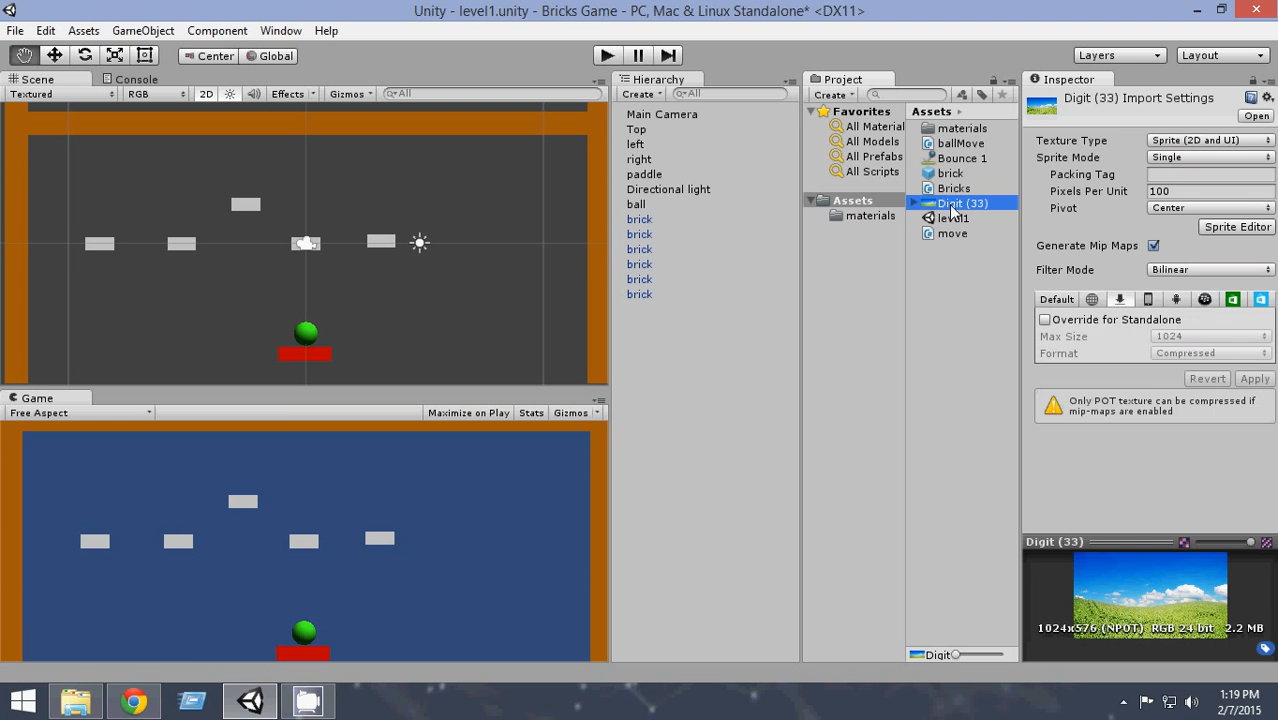 Unity - level1.unity - Bricks Game - PC, Mac & Linux Standalone* <DX11>
File Edit Assets GameObject Component Window Help
Center Global Layers Layout
Scene Console
Textured RGB 2D Effects Gizmos All
Hierarchy
Create All
Main Camera
Top
left
right
paddle
Directional light
ball
brick
brick
brick
brick
brick
brick
Project
Create
Favorites
All Material
All Models
All Prefabs
All Scripts
Assets
materials
Assets
materials
ballMove
Bounce 1
brick
Bricks
Digit (33)
level1
move
Digit
Inspector
Digit (33) Import Settings
Open
Texture Type Sprite (2D and UI)
Sprite Mode Single
Packing Tag
Pixels Per Unit 100
Pivot Center
Sprite Editor
Generate Mip Maps
Filter Mode Bilinear
Default
Override for Standalone
Max Size 1024
Format Compressed
Revert Apply
Only POT texture can be compressed if
mip-maps are enabled
Digit (33)
1024x576 (NPOT) RGB 24 bit 2.2 MB
Game
Free Aspect Maximize on Play Stats Gizmos
1:19 PM
2/7/2015